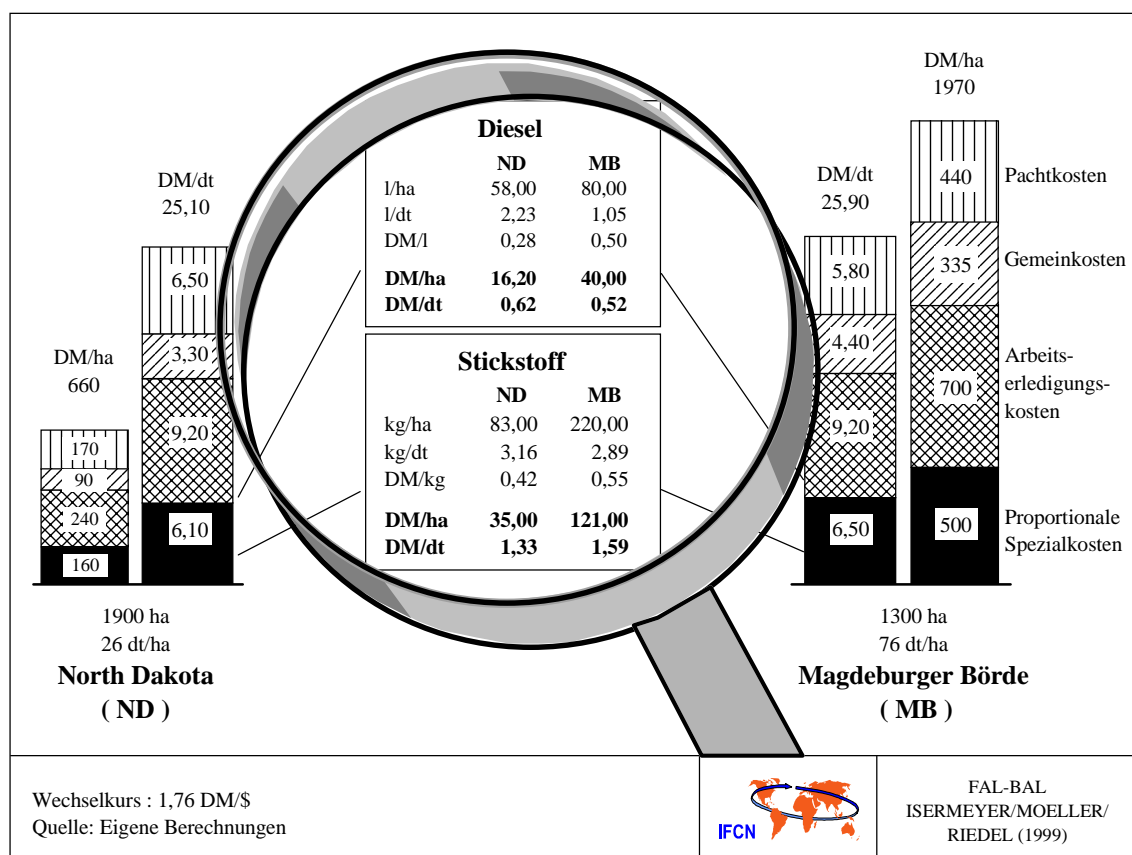 DM/ha
660
170
90
240
160
DM/dt
25,10
6,50
3,30
9,20
6,10
1900 ha
26 dt/ha
North Dakota
( ND )
Diesel
ND MB
l/ha 58,00 80,00
l/dt 2,23 1,05
DM/l 0,28 0,50
DM/ha 16,20 40,00
DM/dt 0,62 0,52
Stickstoff
ND MB
kg/ha 83,00 220,00
kg/dt 3,16 2,89
DM/kg 0,42 0,55
DM/ha 35,00 121,00
DM/dt 1,33 1,59
DM/dt
25,90
5,80
4,40
9,20
6,50
DM/ha
1970
440
335
700
500
Pachtkosten
Gemeinkosten
Arbeits-
erledigungs-
kosten
Proportionale
Spezialkosten
1300 ha
76 dt/ha
Magdeburger Börde
( MB )
Wechselkurs : 1,76 DM/$
Quelle: Eigene Berechnungen
IFCN
FAL-BAL
ISERMEYER/MOELLER/
RIEDEL (1999)